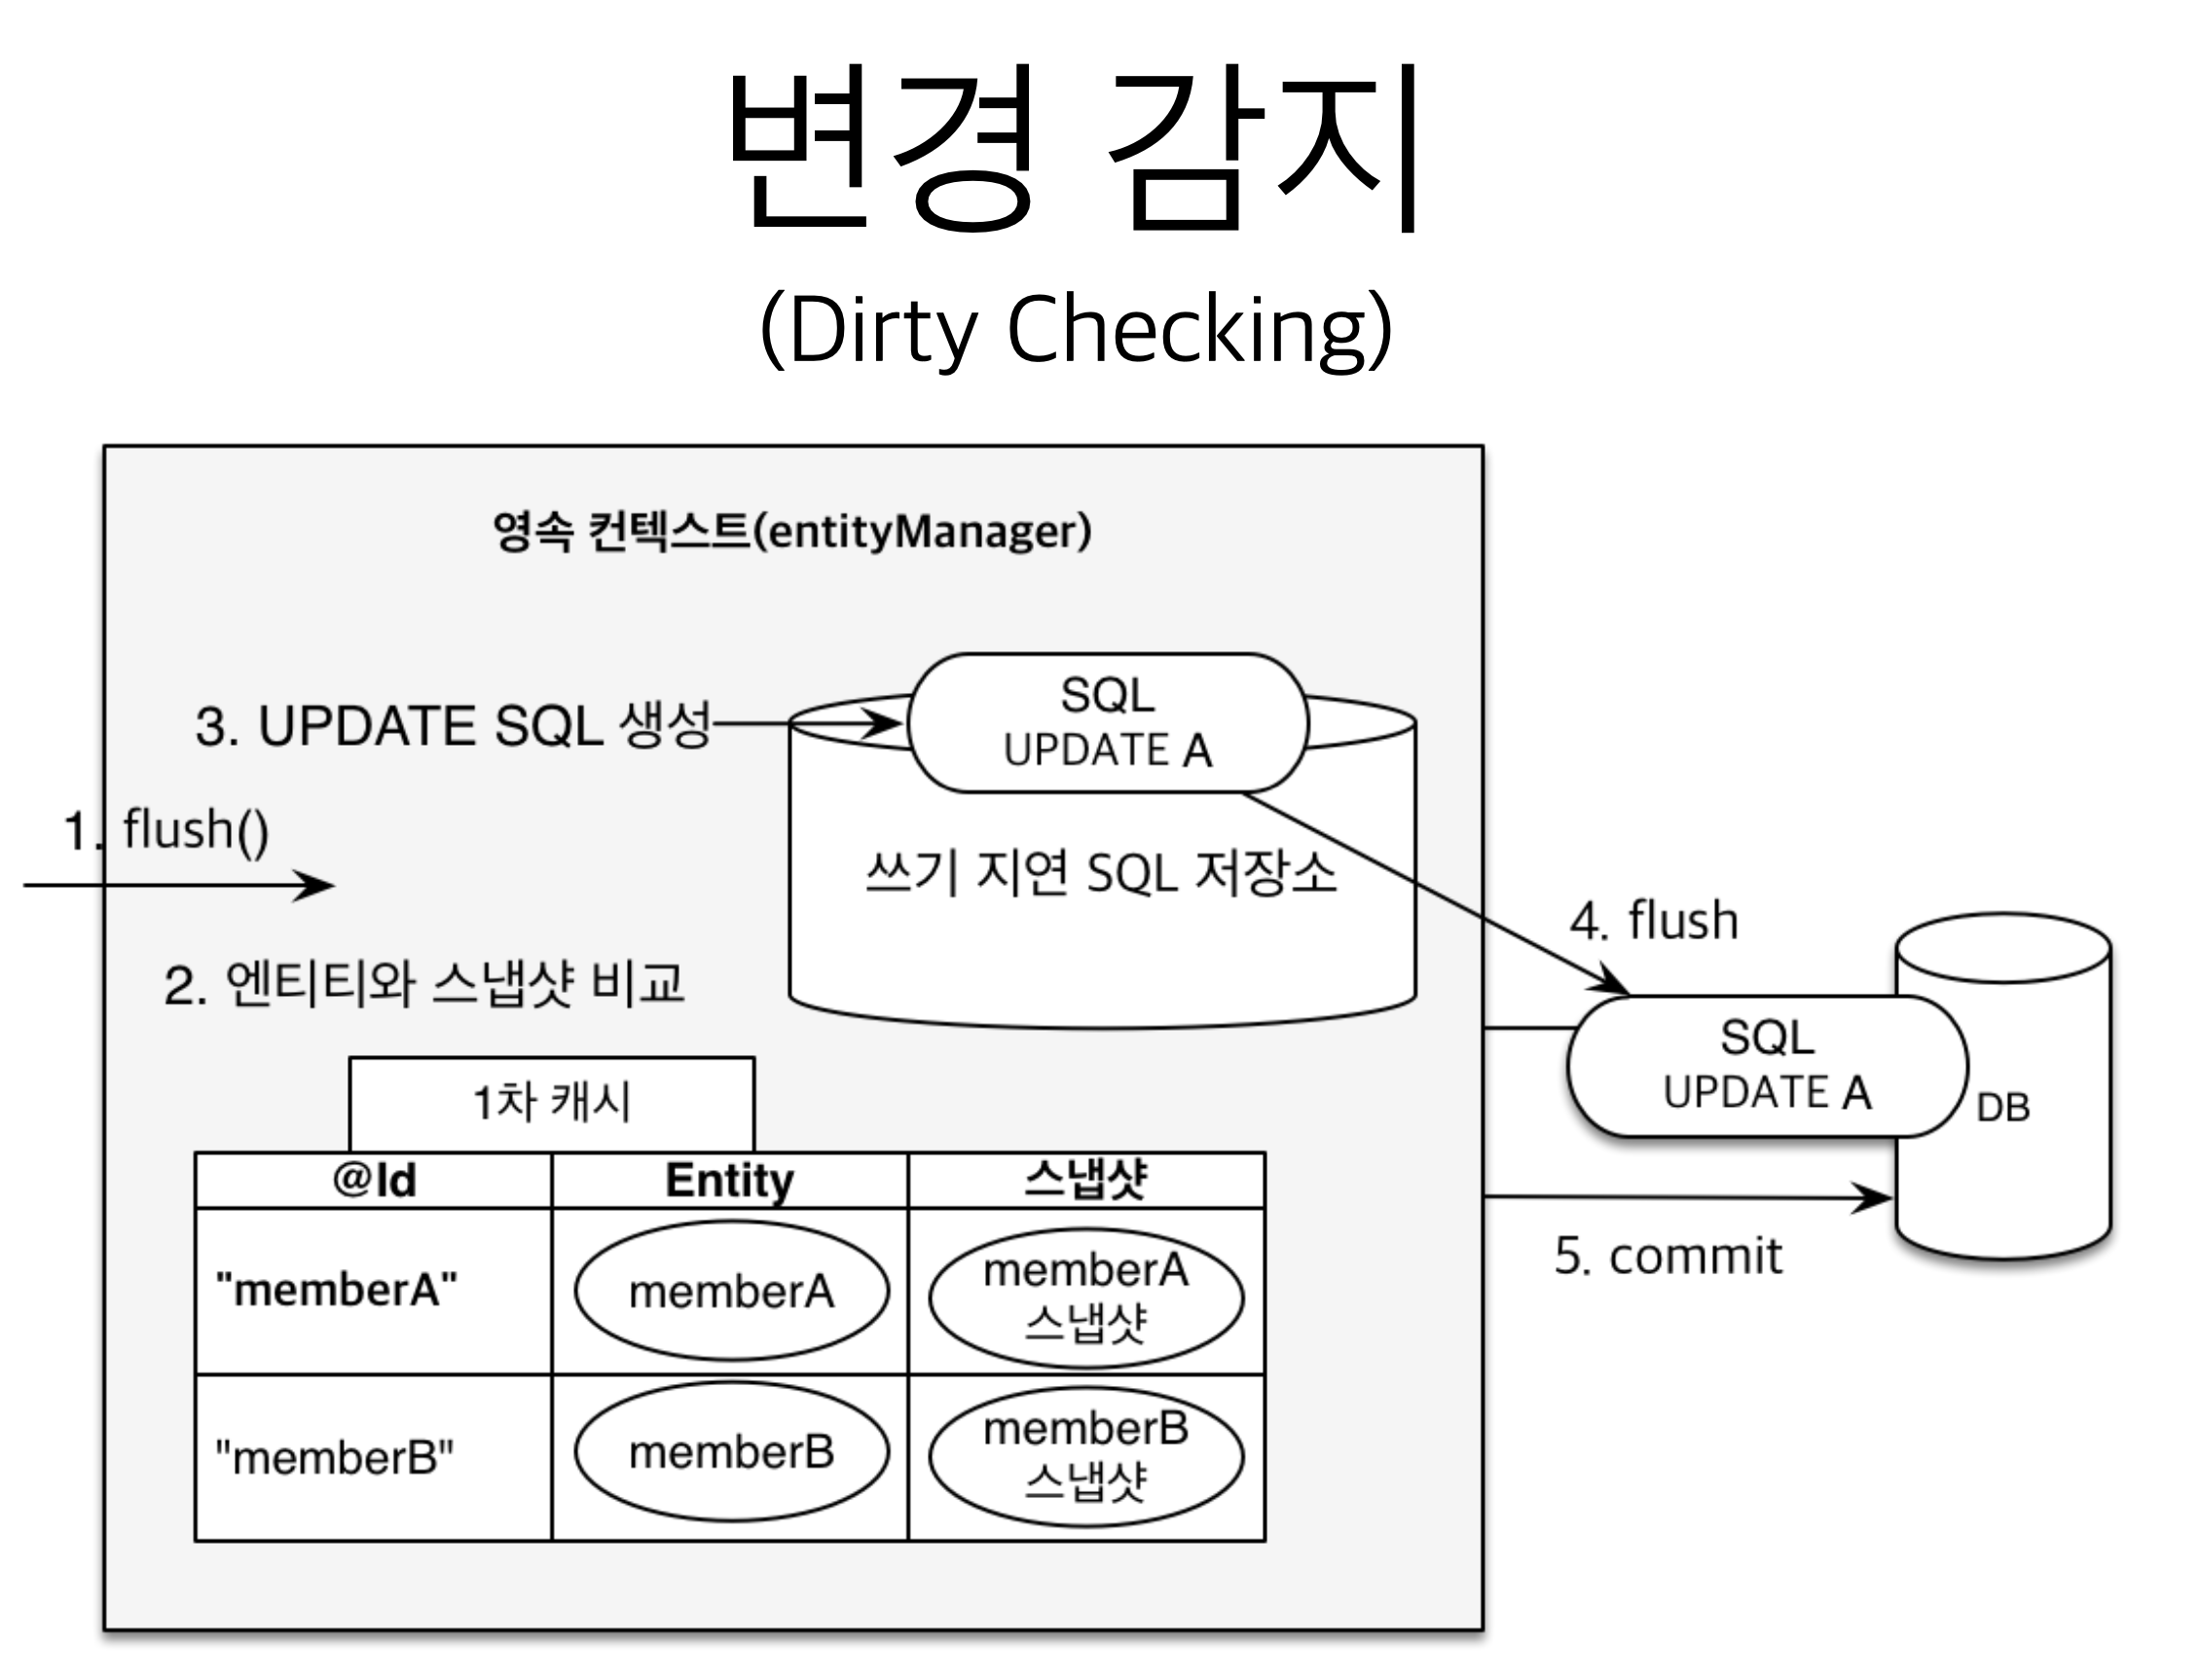 변경 감지
(Dirty Checking)
영속 컨텍스트(entityManager)
SQL
UPDATE A
3. UPDATE SQL 생성
1. flush()
쓰기 지연 SQL 저장소
2. 엔티티와 스냅샷 비교
4. flush
SQL
UPDATE A
DB
5. commit
1차 캐시
@Id Entity 스냅샷
"memberA" memberA memberA
스냅샷
"memberB" memberB memberB
스냅샷